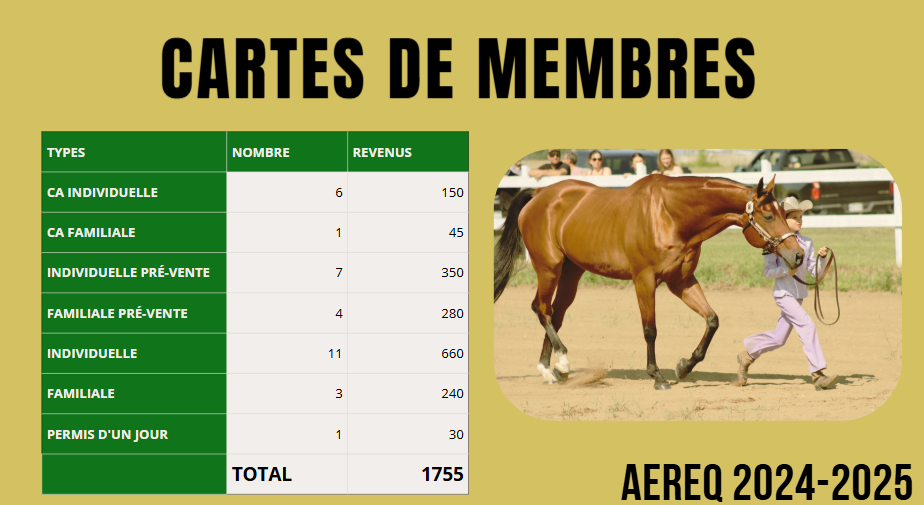 CARTES DE MEMBRES
TYPES NOMBRE REVENUS
CA INDIVIDUELLE 6 150
CA FAMILIALE 1 45
INDIVIDUELLE PRÉ-VENTE 7 350
FAMILIALE PRÉ-VENTE 4 280
INDIVIDUELLE 11 660
FAMILIALE 3 240
PERMIS D'UN JOUR 1 30
TOTAL 1755
AEREQ 2024-2025